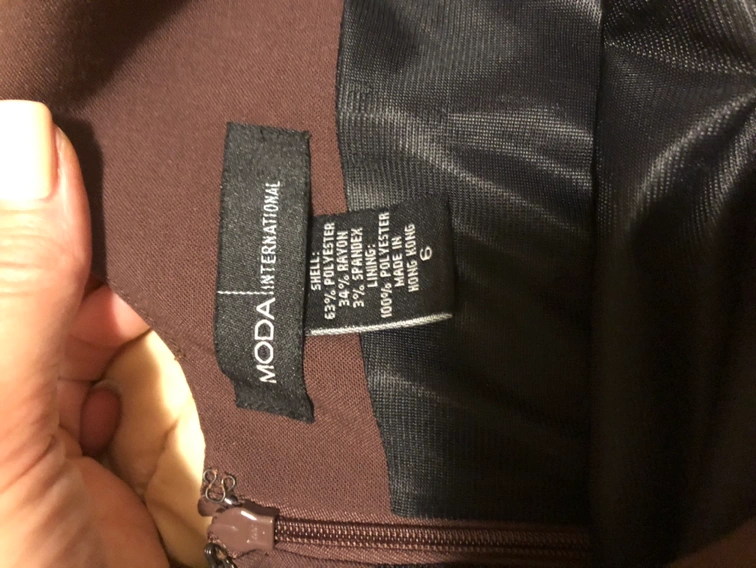 MODA INTERNATIONAL
SHELL:
63% POLYESTER
34% RAYON
3% SPANDEX
LINING:
100% POLYESTER
MADE IN
HONG KONG
6